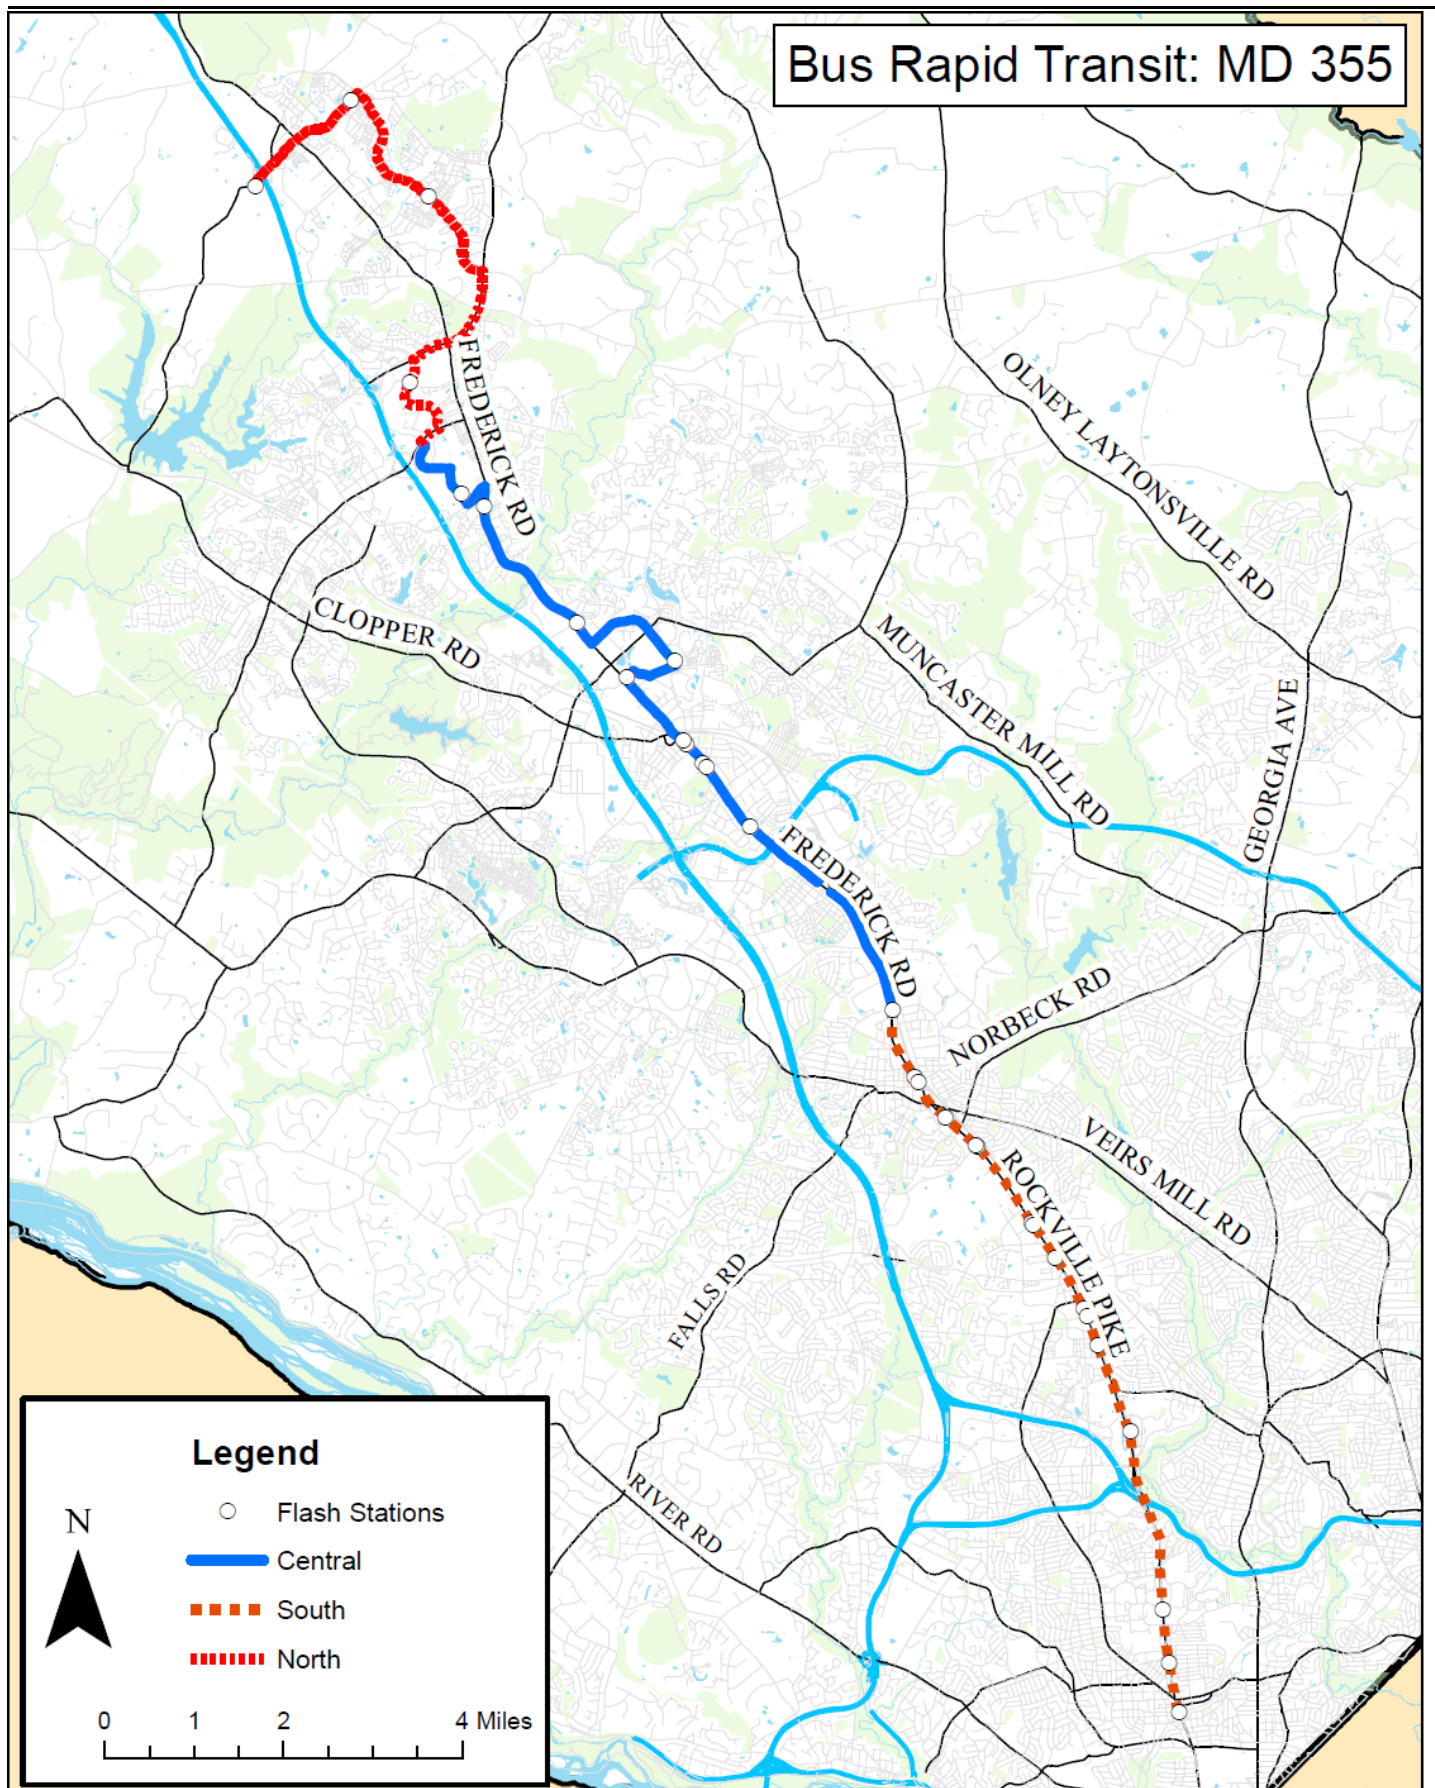 Bus Rapid Transit: MD 355
FREDERICK RD
OLNEY LAYTONSVILLE RD
CLOPPER RD
MUNCASTER MILL RD
GEORGIA AVE
FREDERICK RD
NORBECK RD
VEIRS MILL RD
ROCKVILLE PIKE
FALLS RD
RIVER RD
Legend
N
Flash Stations
Central
South
North
0 1 2 4 Miles